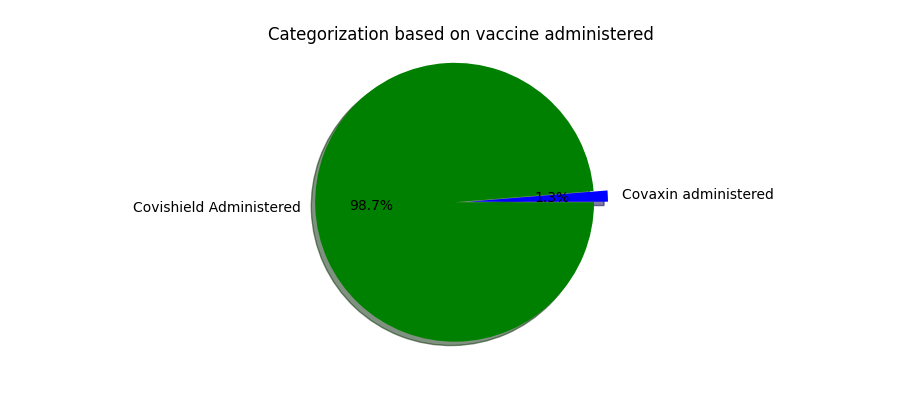 Categorization based on vaccine administered
Covaxin administered
1.3%
98.7%
Covishield Administered